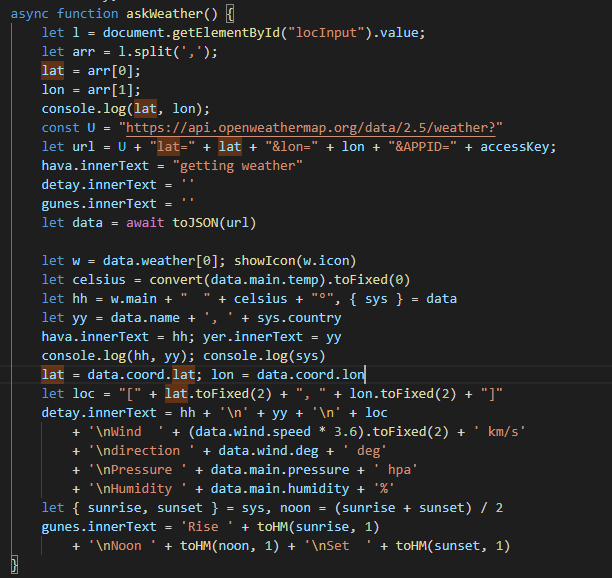 async function askWeather() {
let l = document.getElementById("locInput").value;
let arr = l.split(',');
lat = arr[0];
lon = arr[1];
console.log(lat, lon);
const U = "https://api.openweathermap.org/data/2.5/weather?"
let url = U + "lat=" + lat + "&lon=" + lon + "&APPID=" + accessKey;
hava.innerText = "getting weather"
detay.innerText = ''
gunes.innerText = ''
let data = await toJSON(url)
let w = data.weather[0]; showIcon(w.icon)
let celsius = convert(data.main.temp).toFixed(0)
let hh = w.main + "  " + celsius + "°", { sys } = data
let yy = data.name + ', ' + sys.country
hava.innerText = hh; yer.innerText = yy
console.log(hh, yy); console.log(sys)
lat = data.coord.lat; lon = data.coord.lon
let loc = "[" + lat.toFixed(2) + ", " + lon.toFixed(2) + "]"
detay.innerText = hh + '\n' + yy + '\n' + loc
+ '\nWind  ' + (data.wind.speed * 3.6).toFixed(2) + ' km/s'
+ '\ndirection ' + data.wind.deg + ' deg'
+ '\nPressure ' + data.main.pressure + ' hpa'
+ '\nHumidity ' + data.main.humidity + '%'
let { sunrise, sunset } = sys, noon = (sunrise + sunset) / 2
gunes.innerText = 'Rise ' + toHM(sunrise, 1)
+ '\nNoon ' + toHM(noon, 1) + '\nSet  ' + toHM(sunset, 1)
}